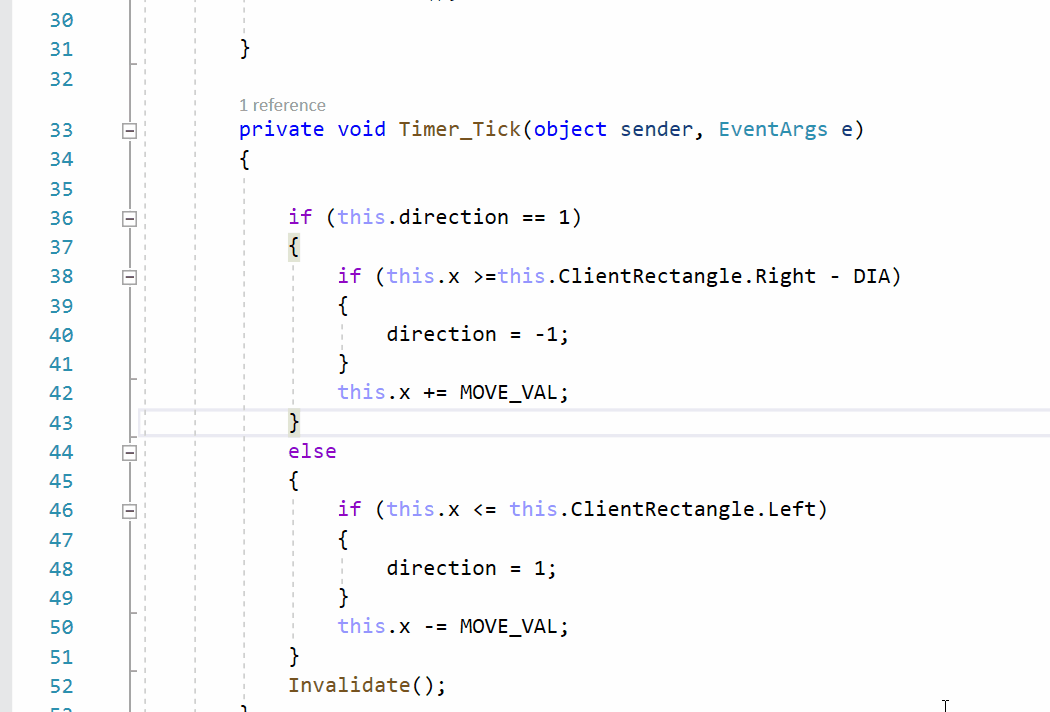 30
31 }
32
1 reference
33 private void Timer_Tick(object sender, EventArgs e)
34 {
35
36 if (this.direction == 1)
37 {
38 if (this.x >=this.ClientRectangle.Right - DIA)
39 {
40 direction = -1;
41 }
42 this.x += MOVE_VAL;
43 }
44 else
45 {
46 if (this.x <= this.ClientRectangle.Left)
47 {
48 direction = 1;
49 }
50 this.x -= MOVE_VAL;
51 }
52 Invalidate();